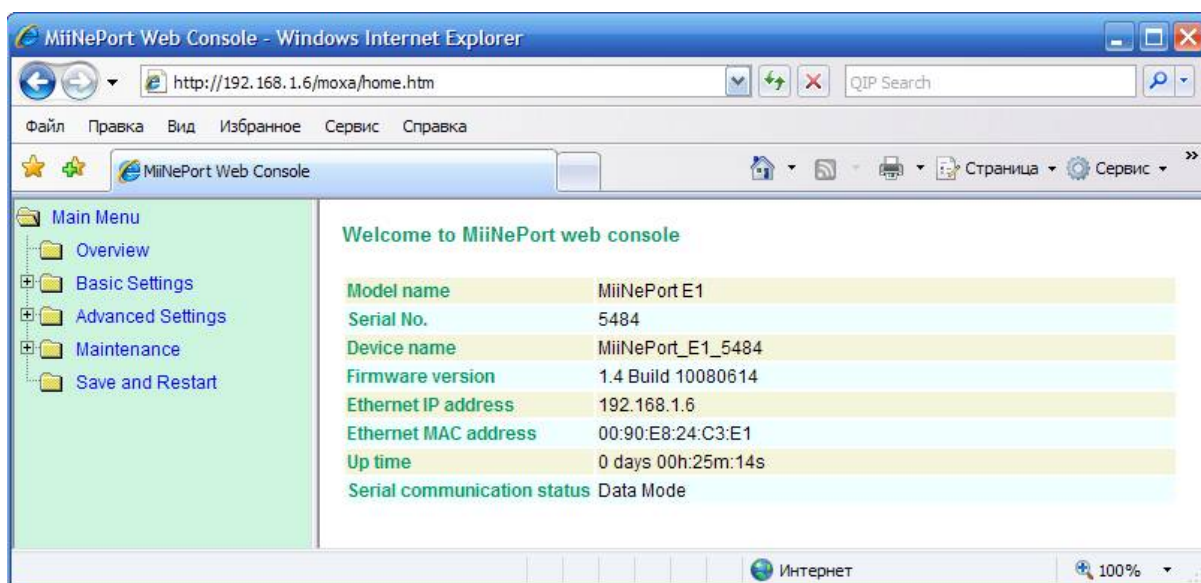 MiiNePort Web Console - Windows Internet Explorer
http://192.168.1.6/moxa/home.htm
QIP Search
Файл Правка Вид Избранное Сервис Справка
MiiNePort Web Console
Страница
Сервис
»
Main Menu
Overview
Basic Settings
Advanced Settings
Maintenance
Save and Restart
Welcome to MiiNePort web console
Model name MiiNePort E1
Serial No. 5484
Device name MiiNePort_E1_5484
Firmware version 1.4 Build 10080614
Ethernet IP address 192.168.1.6
Ethernet MAC address 00:90:E8:24:C3:E1
Up time 0 days 00h:25m:14s
Serial communication status Data Mode
Интернет
100%